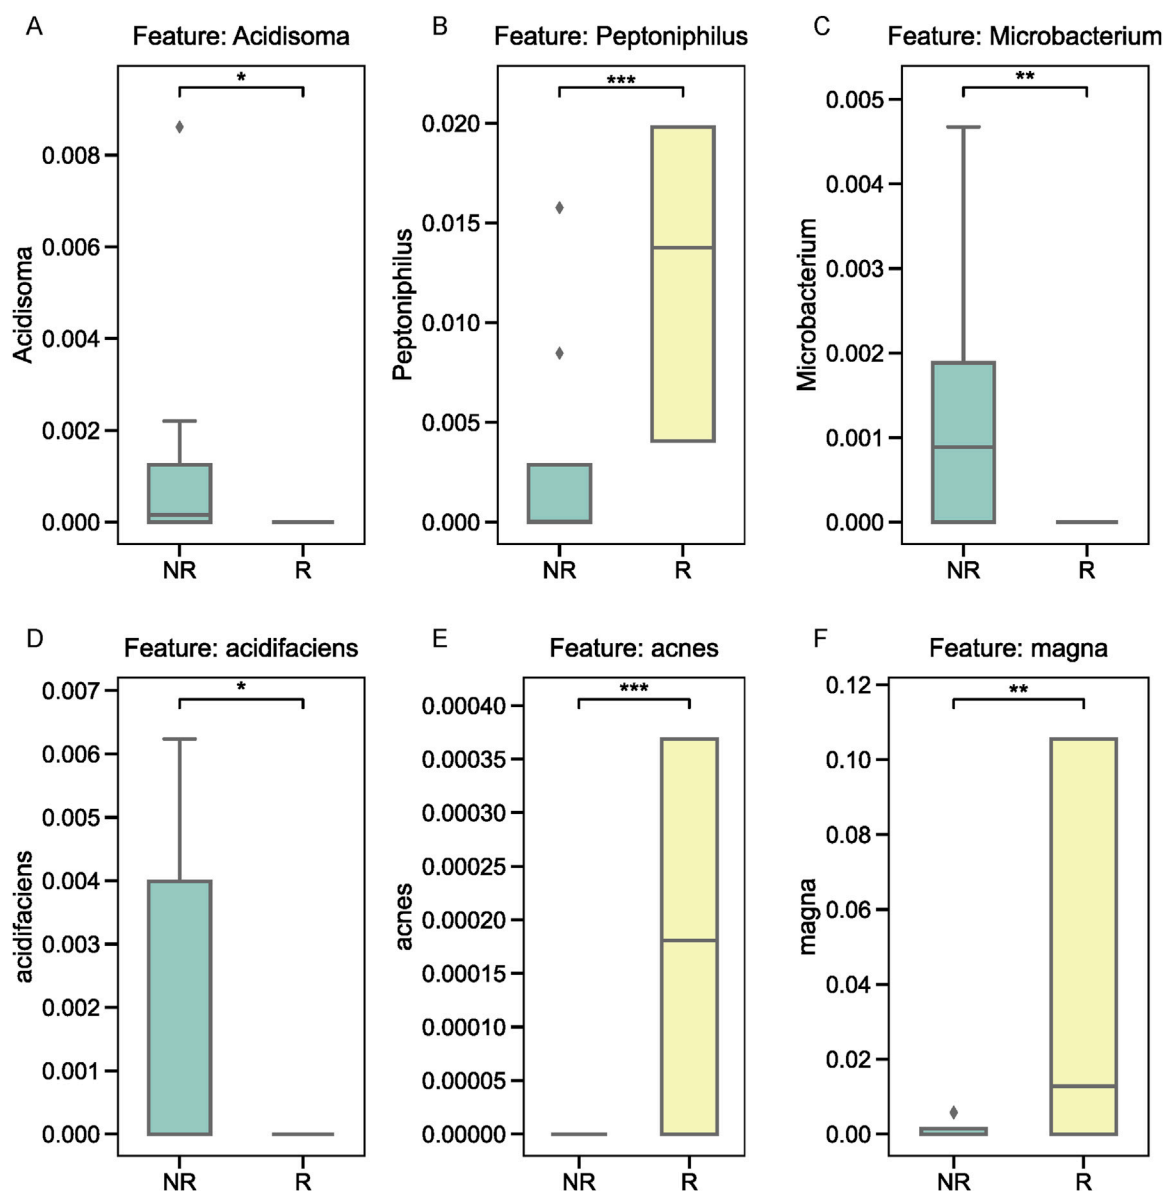 A
Feature: Acidisoma
*
Acidisoma
0.008
0.006
0.004
0.002
0.000
NR
R
B
Feature: Peptoniphilus
***
Peptoniphilus
0.020
0.015
0.010
0.005
0.000
NR
R
C
Feature: Microbacterium
**
Microbacterium
0.005
0.004
0.003
0.002
0.001
0.000
NR
R
D
Feature: acidifaciens
*
acidifaciens
0.007
0.006
0.005
0.004
0.003
0.002
0.001
0.000
NR
R
E
Feature: acnes
***
acnes
0.00040
0.00035
0.00030
0.00025
0.00020
0.00015
0.00010
0.00005
0.00000
NR
R
F
Feature: magna
**
magna
0.12
0.10
0.08
0.06
0.04
0.02
0.00
NR
R